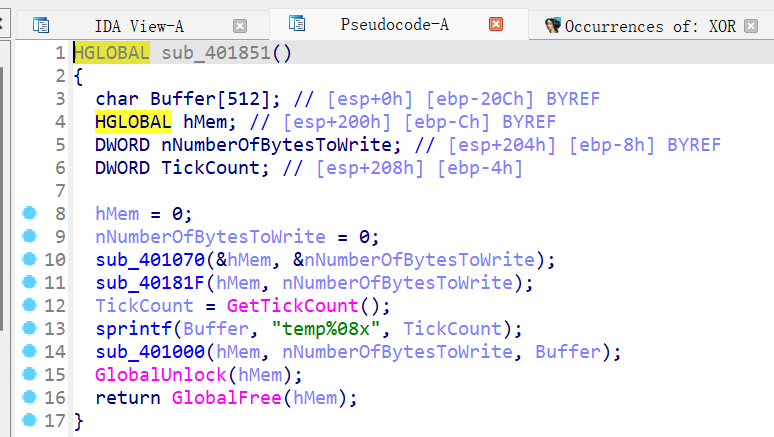 IDA View-A Pseudocode-A Occurrences of: XOR
1 HGLOBAL sub_401851()
2 {
3 char Buffer[512]; // [esp+0h] [ebp-20Ch] BYREF
4 HGLOBAL hMem; // [esp+200h] [ebp-Ch] BYREF
5 DWORD nNumberOfBytesToWrite; // [esp+204h] [ebp-8h] BYREF
6 DWORD TickCount; // [esp+208h] [ebp-4h]
7
8 hMem = 0;
9 nNumberOfBytesToWrite = 0;
10 sub_401070(&hMem, &nNumberOfBytesToWrite);
11 sub_40181F(hMem, nNumberOfBytesToWrite);
12 TickCount = GetTickCount();
13 sprintf(Buffer, "temp%08x", TickCount);
14 sub_401000(hMem, nNumberOfBytesToWrite, Buffer);
15 GlobalUnlock(hMem);
16 return GlobalFree(hMem);
17 }